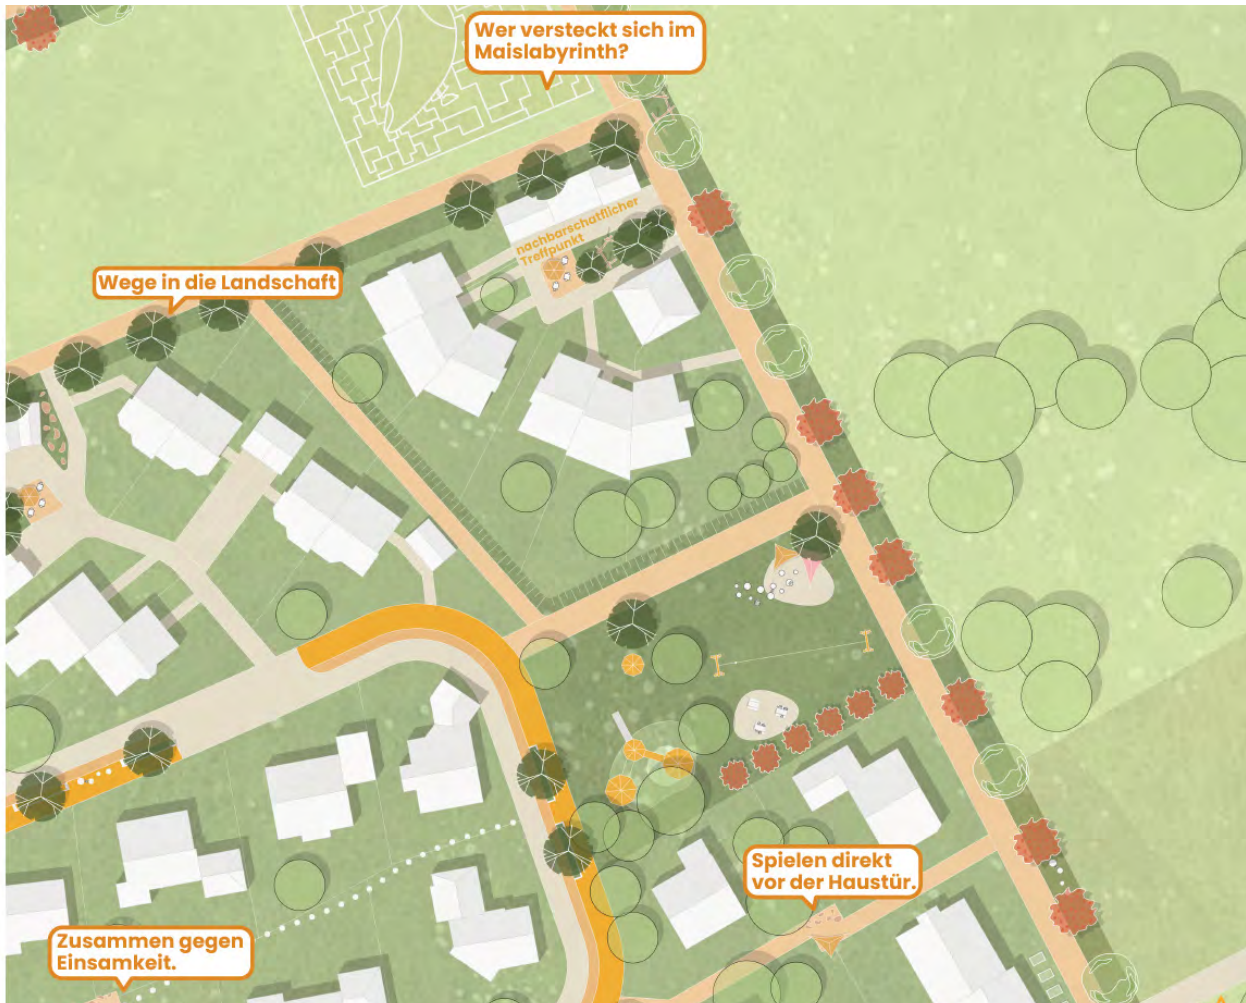 Wer versteckt sich im
Maislabyrinth?
nachbarschaftlicher
Treffpunkt
Wege in die Landschaft
Spielen direkt
vor der Haustür.
Zusammen gegen
Einsamkeit.